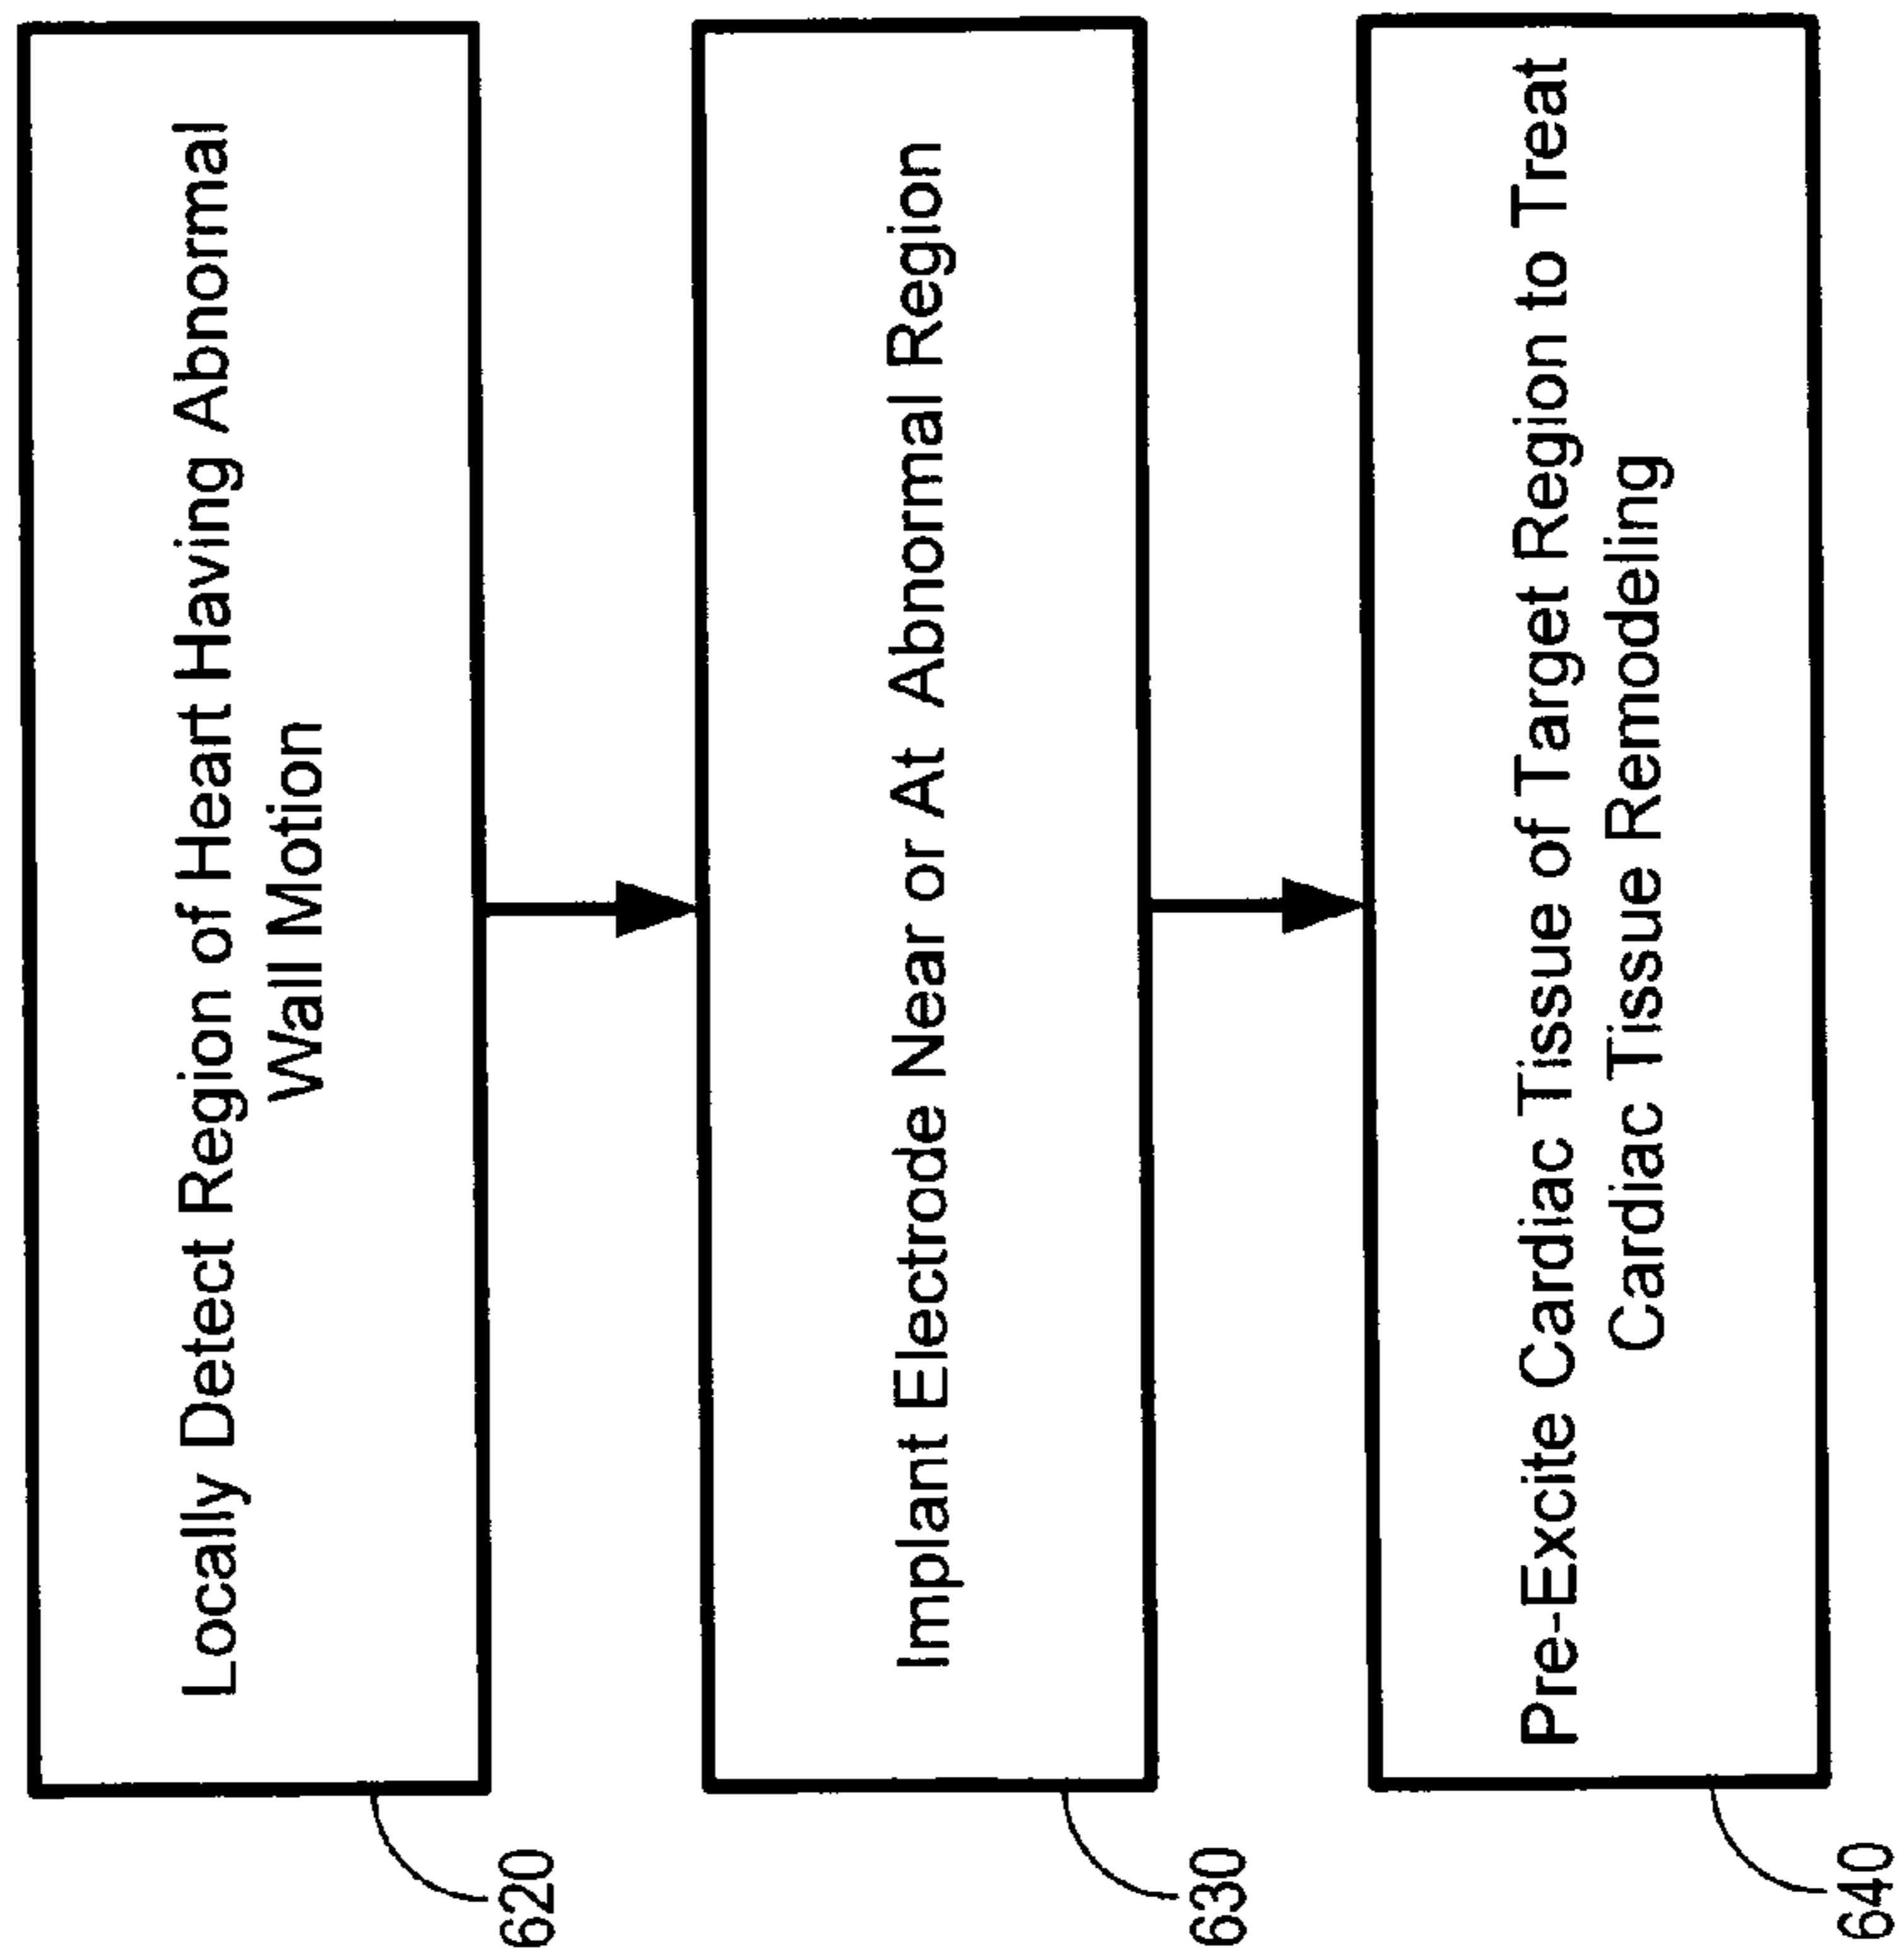 Locally Detect Region of Heart Having Abnormal
Wall Motion
620
Implant Electrode Near or At Abnormal Region
630
Pre-Excite Cardiac Tissue of Target Region to Treat
Cardiac Tissue Remodeling
640